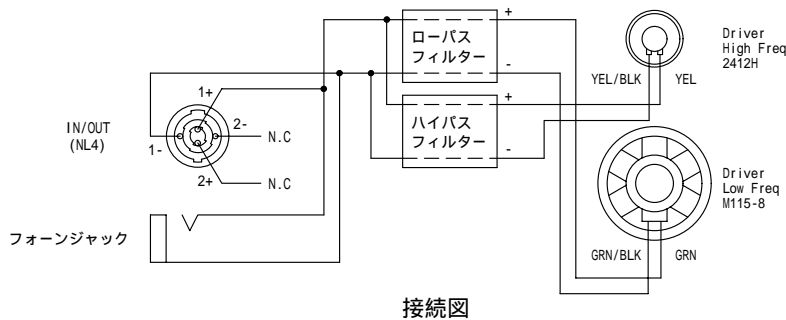 ローパス
フィルター
+
-
ハイパス
フィルター
+
-
Driver
High Freq
2412H
YEL/BLK
YEL
IN/OUT
(NL4)
1+
1-
2-
N.C
2+
N.C
Driver
Low Freq
M115-8
GRN/BLK
GRN
フォーンジャック
接続図